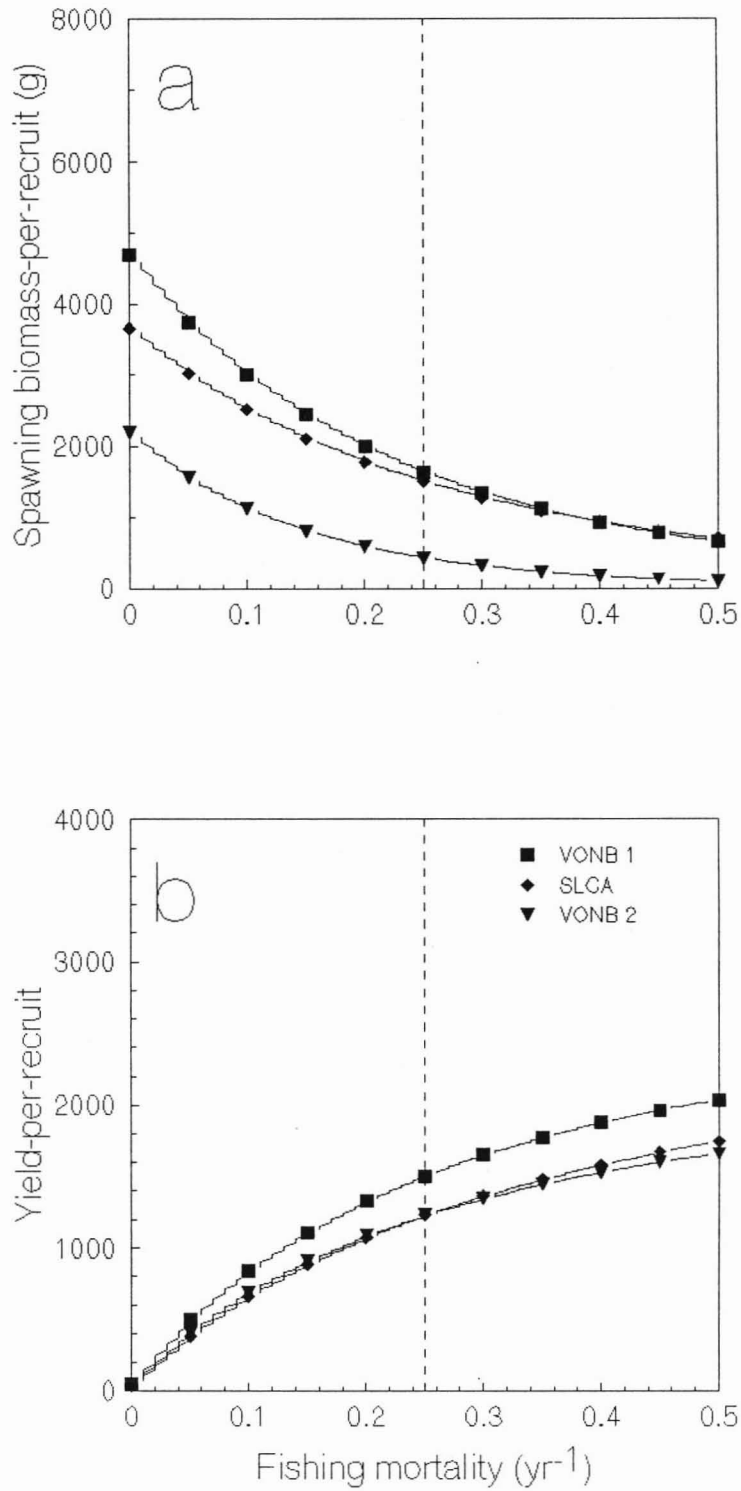 a
Spawning biomass-per-recruit (g)
8000
6000
4000
2000
0
0 0.1 0.2 0.3 0.4 0.5
b
Yield-per-recruit
4000
3000
2000
1000
0
VONB 1
SLCA
VONB 2
0 0.1 0.2 0.3 0.4 0.5
Fishing mortality (yr-1)